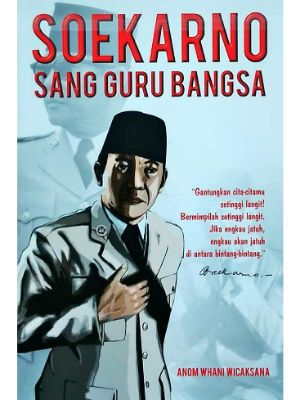 SOEKARNO
SANG GURU BANGSA
"Gantungkan cita-citamu
setinggi langit!
Bermimpilah setinggi langit.
Jika engkau jatuh,
engkau akan jatuh
di antara bintang-bintang."
Soekarno.-
ANOM WHANI WICAKSANA